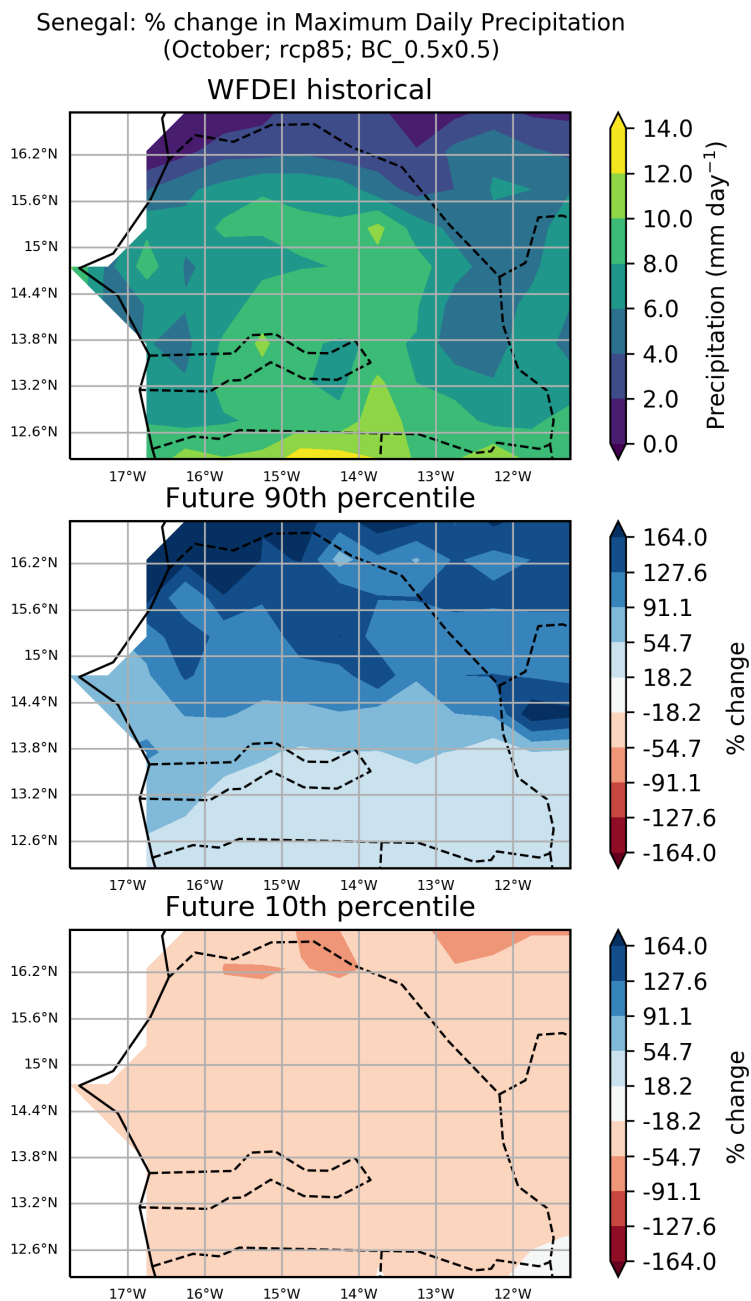 Senegal: % change in Maximum Daily Precipitation
(October; rcp85; BC_0.5x0.5)
WFDEI historical
16.2°N
15.6°N
15°N
14.4°N
13.8°N
13.2°N
12.6°N
17°W 16°W 15°W 14°W 13°W 12°W
14.0
12.0
10.0
8.0
6.0
4.0
2.0
0.0
Precipitation (mm day⁻¹)
Future 90th percentile
16.2°N
15.6°N
15°N
14.4°N
13.8°N
13.2°N
12.6°N
17°W 16°W 15°W 14°W 13°W 12°W
164.0
127.6
91.1
54.7
18.2
-18.2
-54.7
-91.1
-127.6
-164.0
% change
Future 10th percentile
16.2°N
15.6°N
15°N
14.4°N
13.8°N
13.2°N
12.6°N
17°W 16°W 15°W 14°W 13°W 12°W
164.0
127.6
91.1
54.7
18.2
-18.2
-54.7
-91.1
-127.6
-164.0
% change